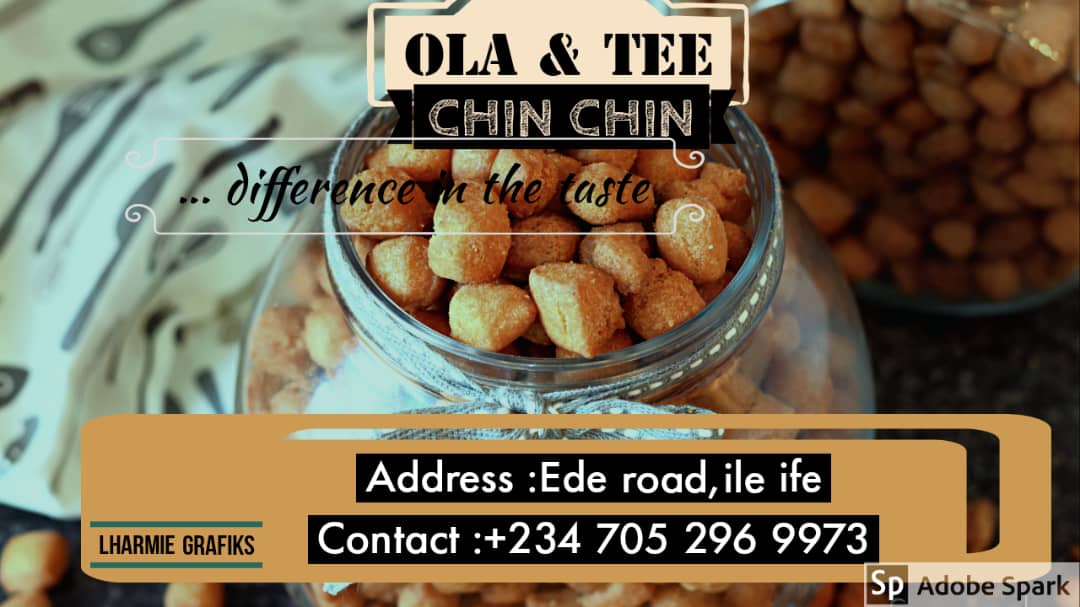 OLA & TEE
CHIN CHIN
... difference in the taste
Address :Ede road,ile ife
LHARMIE GRAFIKS
Contact :+234 705 296 9973
Sp Adobe Spark